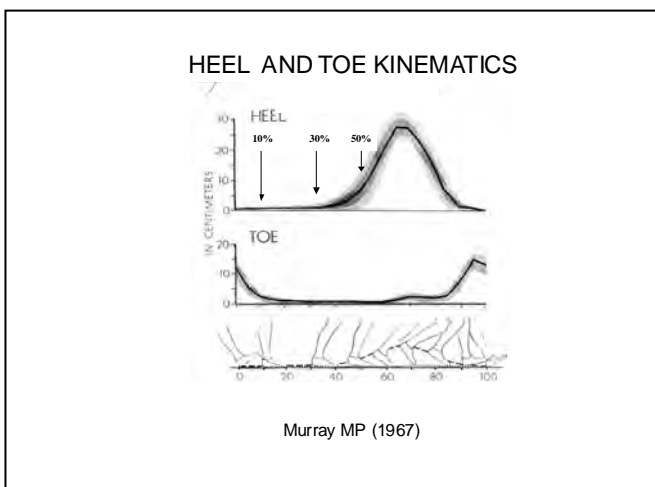 HEEL AND TOE KINEMATICS
HEEL
10% 30% 50%
30
20
10
0
IN CENTIMETERS
TOE
20
10
0
0 20 40 60 80 100
Murray MP (1967)